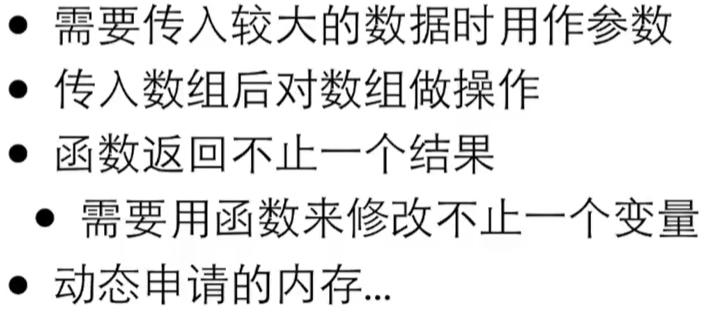 • 需要传入较大的数据时用作参数
• 传入数组后对数组做操作
• 函数返回不止一个结果
• 需要用函数来修改不止一个变量
• 动态申请的内存...